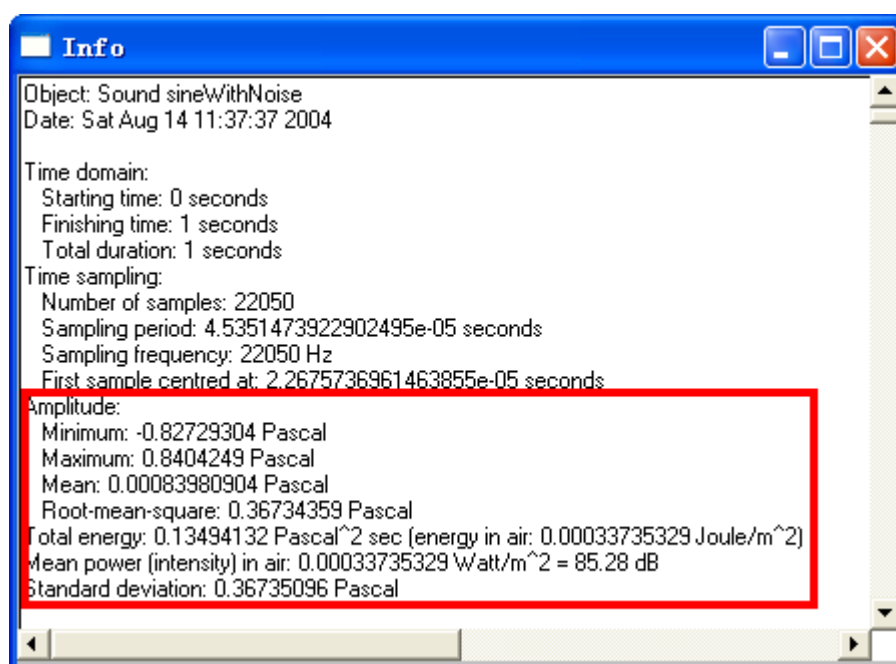 Info
Object: Sound sineWithNoise
Date: Sat Aug 14 11:37:37 2004
Time domain:
Starting time: 0 seconds
Finishing time: 1 seconds
Total duration: 1 seconds
Time sampling:
Number of samples: 22050
Sampling period: 4.5351473922902495e-05 seconds
Sampling frequency: 22050 Hz
First sample centred at: 2.2675736961463855e-05 seconds
Amplitude:
Minimum: -0.82729304 Pascal
Maximum: 0.8404249 Pascal
Mean: 0.00083980904 Pascal
Root-mean-square: 0.36734359 Pascal
Total energy: 0.13494132 Pascal^2 sec (energy in air: 0.00033735329 Joule/m^2)
Mean power (intensity) in air: 0.00033735329 Watt/m^2 = 85.28 dB
Standard deviation: 0.36735096 Pascal